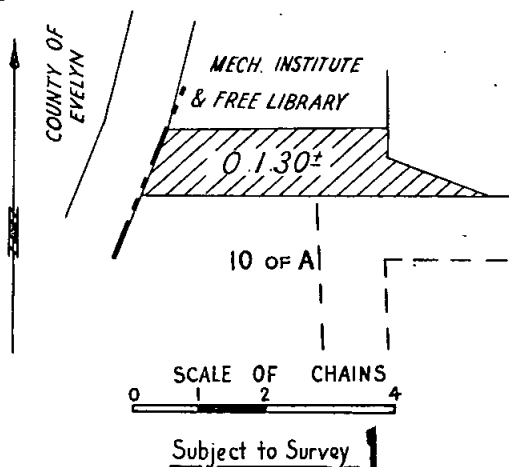 COUNTY OF
EVELYN
MECH. INSTITUTE
& FREE LIBRARY
0.1.30±
10 OF A
SCALE OF CHAINS
0 1 2 4
Subject to Survey